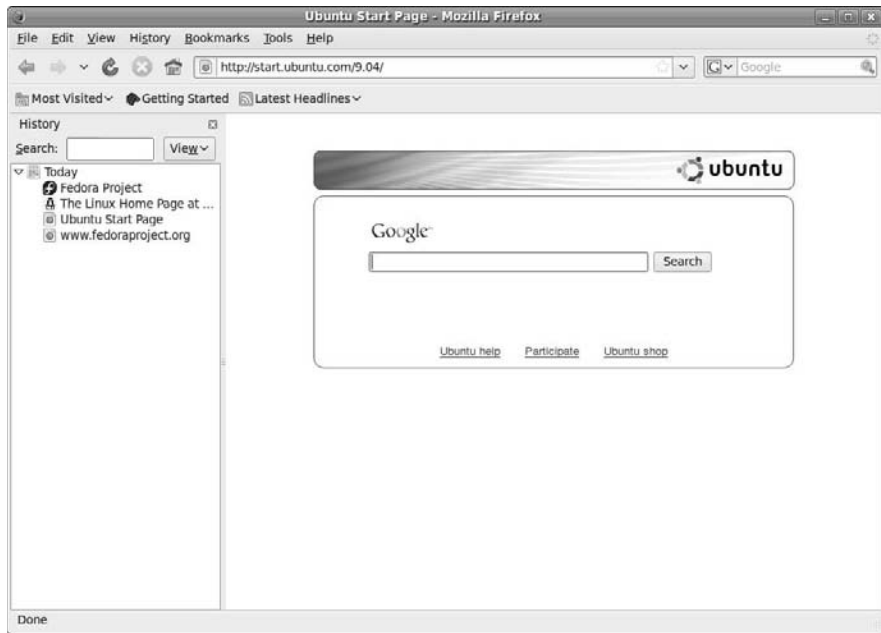 Ubuntu Start Page - Mozilla Firefox
File Edit View History Bookmarks Tools Help
http://start.ubuntu.com/9.04/
G Google
Most Visited Getting Started Latest Headlines
History
Search: View
Today
Fedora Project
The Linux Home Page at ...
Ubuntu Start Page
www.fedoraproject.org
ubuntu
Google™
Search
Ubuntu help Participate Ubuntu shop
Done